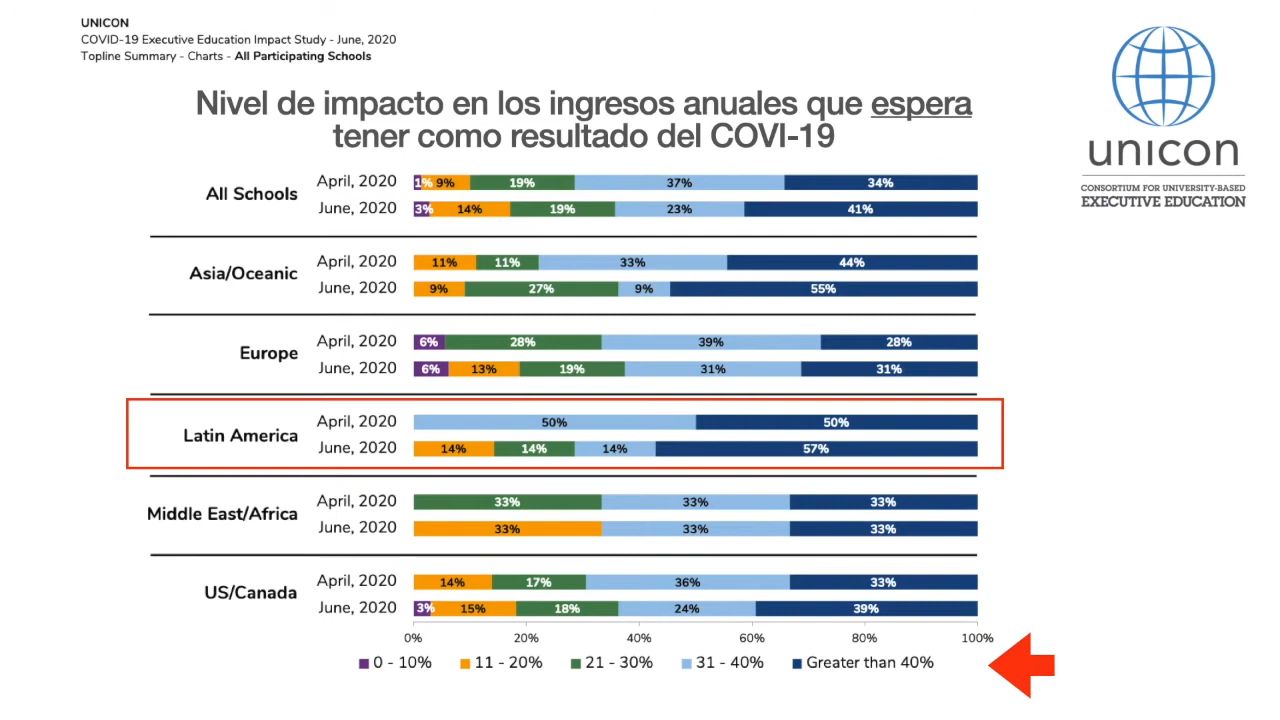 UNICON
COVID-19 Executive Education Impact Study - June, 2020
Topline Summary - Charts - All Participating Schools
unicon
CONSORTIUM FOR UNIVERSITY-BASED
EXECUTIVE EDUCATION
Nivel de impacto en los ingresos anuales que espera
tener como resultado del COVI-19
All Schools
April, 2020 1% 9% 19% 37% 34%
June, 2020 3% 14% 19% 23% 41%
Asia/Oceanic
April, 2020 11% 11% 33% 44%
June, 2020 9% 27% 9% 55%
Europe
April, 2020 6% 28% 39% 28%
June, 2020 6% 13% 19% 31% 31%
Latin America
April, 2020 50% 50%
June, 2020 14% 14% 14% 57%
Middle East/Africa
April, 2020 33% 33% 33%
June, 2020 33% 33% 33%
US/Canada
April, 2020 14% 17% 36% 33%
June, 2020 3% 15% 18% 24% 39%
0% 20% 40% 60% 80% 100%
0 - 10% 11 - 20% 21 - 30% 31 - 40% Greater than 40%